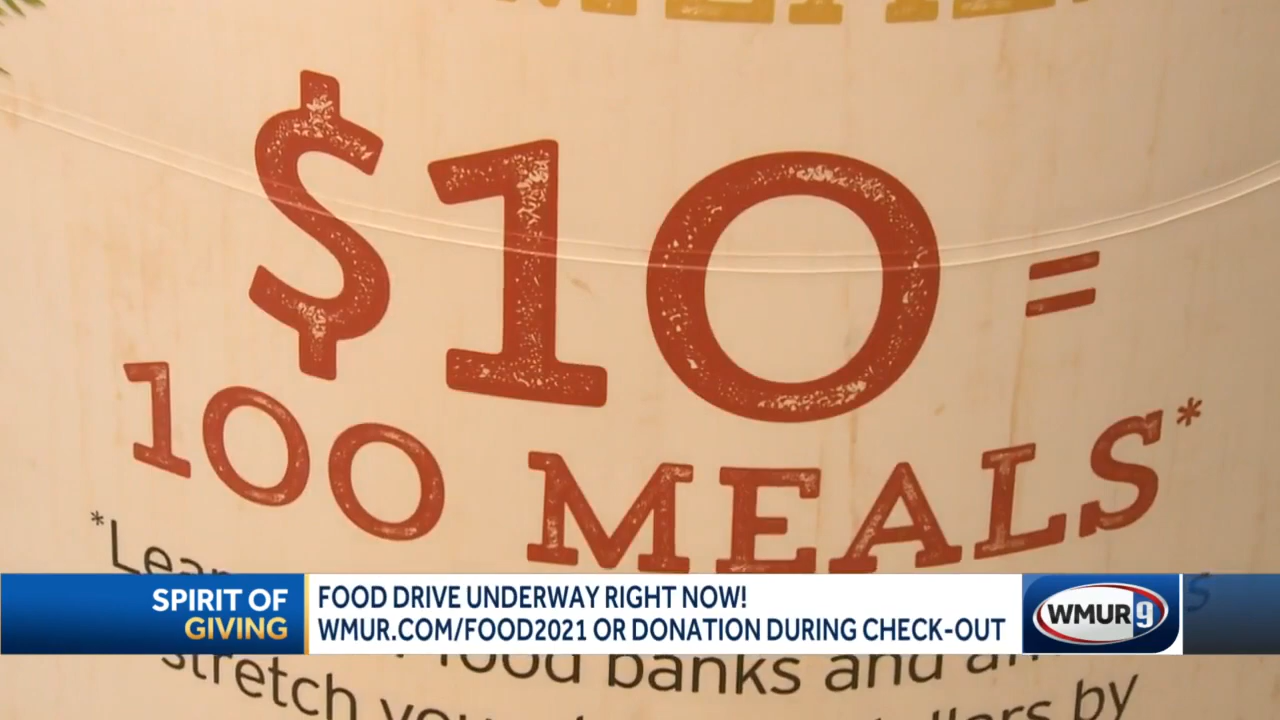 $10 =
100 MEALS*
food banks and
stretch
by
SPIRIT OF
GIVING
FOOD DRIVE UNDERWAY RIGHT NOW!
WMUR.COM/FOOD2021 OR DONATION DURING CHECK-OUT
WMUR 9